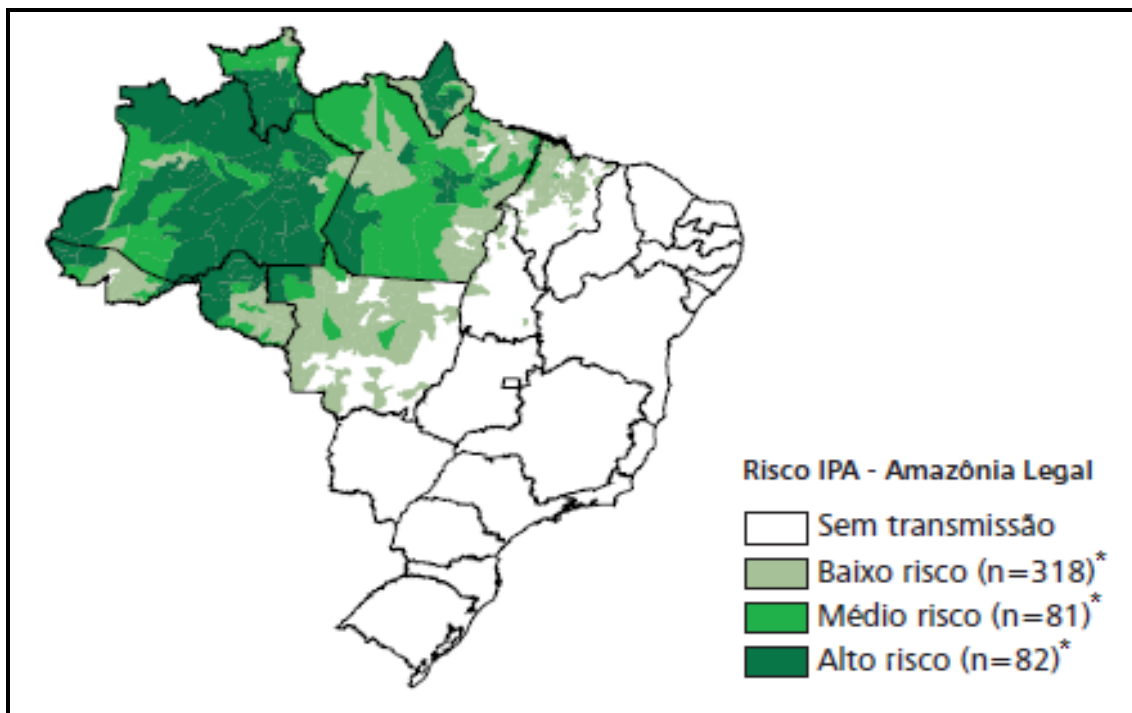 Risco IPA - Amazônia Legal
Sem transmissão
Baixo risco (n=318)*
Médio risco (n=81)*
Alto risco (n=82)*